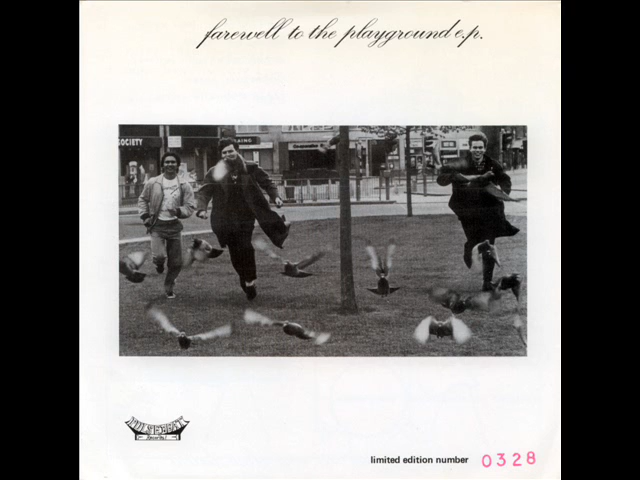 farewell to the playground e.p.
SOCIETY
limited edition number 0328